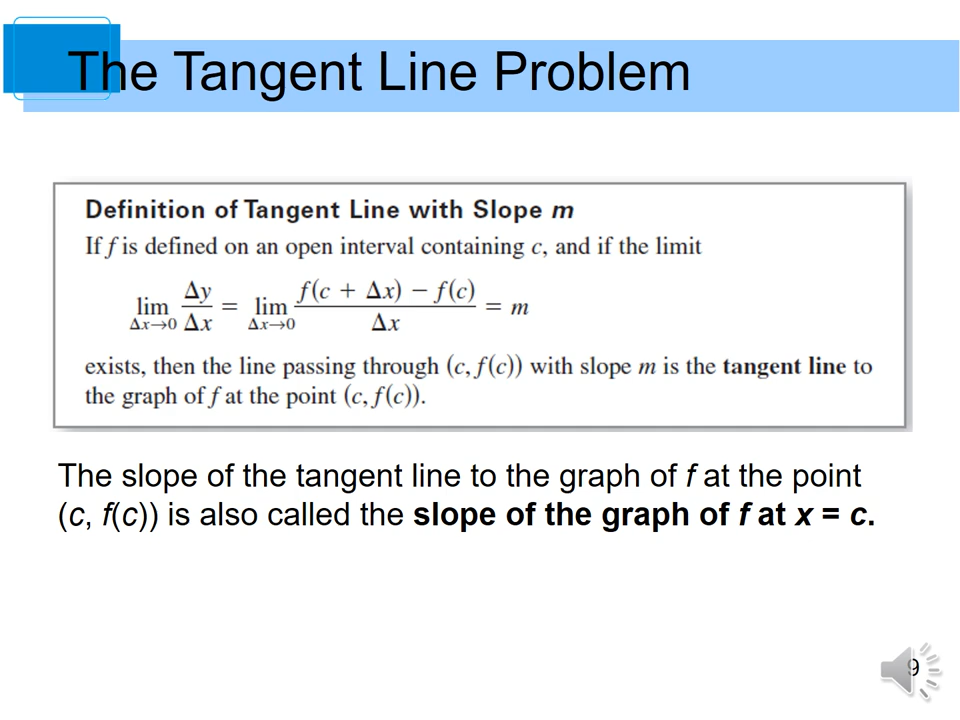 The Tangent Line Problem
Definition of Tangent Line with Slope m
If f is defined on an open interval containing c, and if the limit
lim Δx→0 Δy/Δx = lim Δx→0 (f(c + Δx) − f(c))/Δx = m
exists, then the line passing through (c, f(c)) with slope m is the tangent line to
the graph of f at the point (c, f(c)).
The slope of the tangent line to the graph of f at the point
(c, f(c)) is also called the slope of the graph of f at x = c.
9